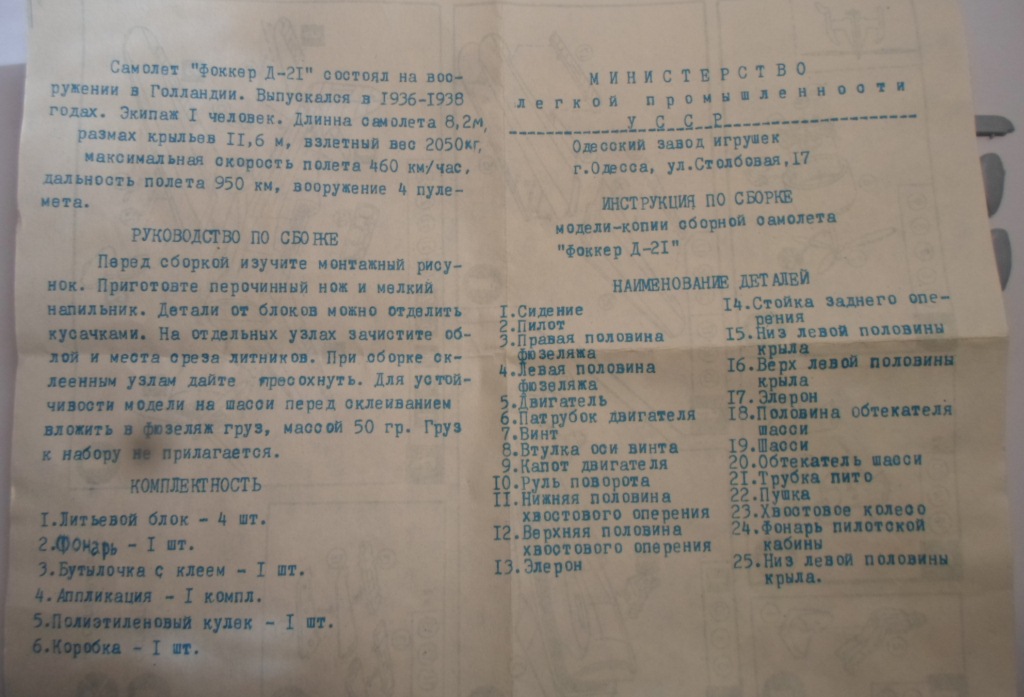 Самолет "Фоккер Д-2I" состоял на воо-
ружении в Голландии. Выпускался в I936-I938
годах. Экипаж I человек. Длинна самолета 8,2м,
размах крыльев II,6 м, взлетный вес 2050кг,
максимальная скорость полета 460 км/час,
дальность полета 950 км, вооружение 4 пуле-
мета.
РУКОВОДСТВО ПО СБОРКЕ
Перед сборкой изучите монтажный рису-
нок. Приготовте перочинный нож и мелкий
напильник. Детали от блоков можно отделить
кусачками. На отдельных узлах зачистите об-
лой и места среза литников. При сборке ск-
леенным узлам дайте просохнуть. Для устой-
чивости модели на шасси перед склеиванием
вложить в фюзеляж груз, массой 50 гр. Груз
к набору не прилагается.
КОМПЛЕКТНОСТЬ
I.Литьевой блок - 4 шт.
2.Фонарь - I шт.
3.Бутылочка с клеем - I шт.
4.Аппликация - I компл.
5.Полиэтиленовый кулек - I шт.
6.Коробка - I шт.
МИНИСТЕРСТВО
легкой промышленности
УССР
Одесский завод игрушек
г.Одесса, ул.Столбовая,17
ИНСТРУКЦИЯ ПО СБОРКЕ
модели-копии сборной самолета
"Фоккер Д-2I"
НАИМЕНОВАНИЕ ДЕТАЛЕЙ
I.Сидение
2.Пилот
3.Правая половина
фюзеляжа
4.Левая половина
фюзеляжа
5.Двигатель
6.Патрубок двигателя
7.Винт
8.Втулка оси винта
9.Капот двигателя
I0.Руль поворота
II.Нижняя половина
хвостового оперения
I2.Верхняя половина
хвостового оперения
I3.Элерон
I4.Стойка заднего опе-
рения
I5.Низ левой половины
крыла
I6.Верх левой половины
крыла
I7.Элерон
I8.Половина обтекателя
шасси
I9.Шасси
20.Обтекатель шасси
2I.Трубка пито
22.Пушка
23.Хвостовое колесо
24.Фонарь пилотской
кабины
25.Низ левой половины
крыла.